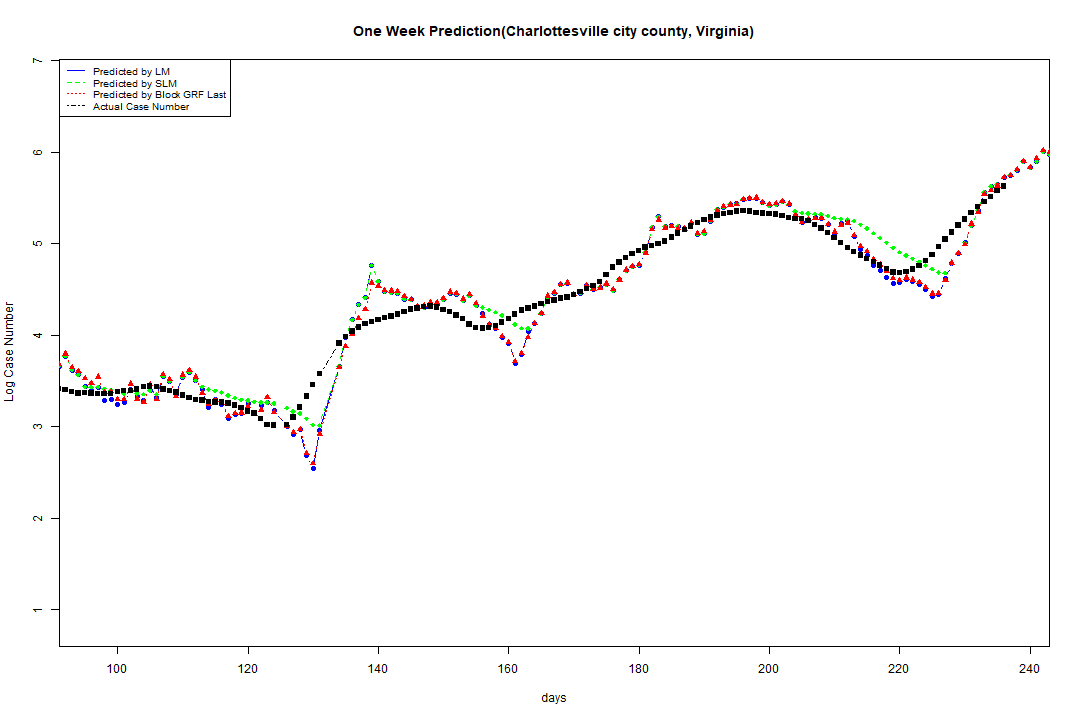 One Week Prediction(Charlottesville city county, Virginia)
Predicted by LM
Predicted by SLM
Predicted by Block GRF Last
Actual Case Number
7
6
5
4
3
2
1
Log Case Number
100 120 140 160 180 200 220 240
days